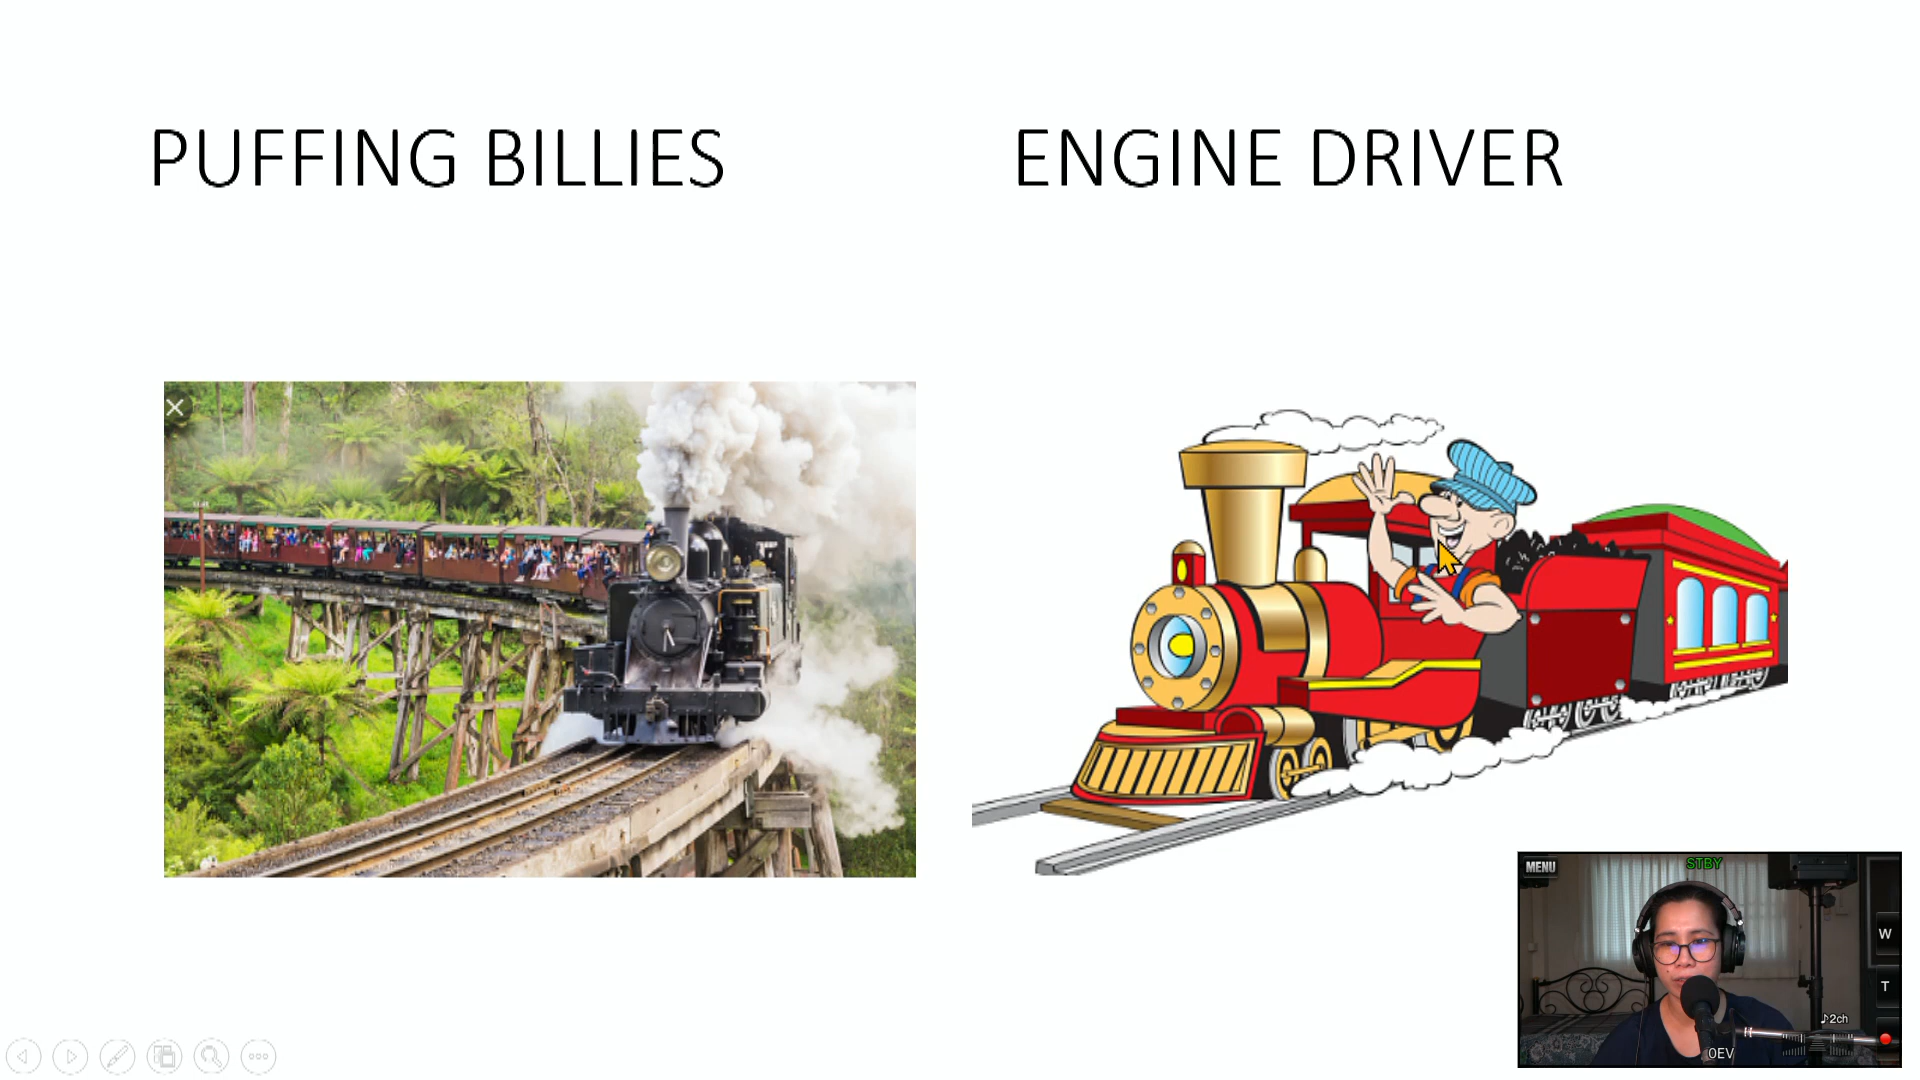 PUFFING BILLIES
ENGINE DRIVER
MENU
STBY
W
T
♪2ch
0EV